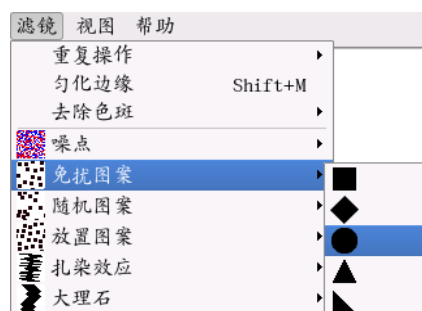 滤镜 视图 帮助
重复操作
匀化边缘 Shift+M
去除色斑
噪点
免扰图案
随机图案
放置图案
扎染效应
大理石